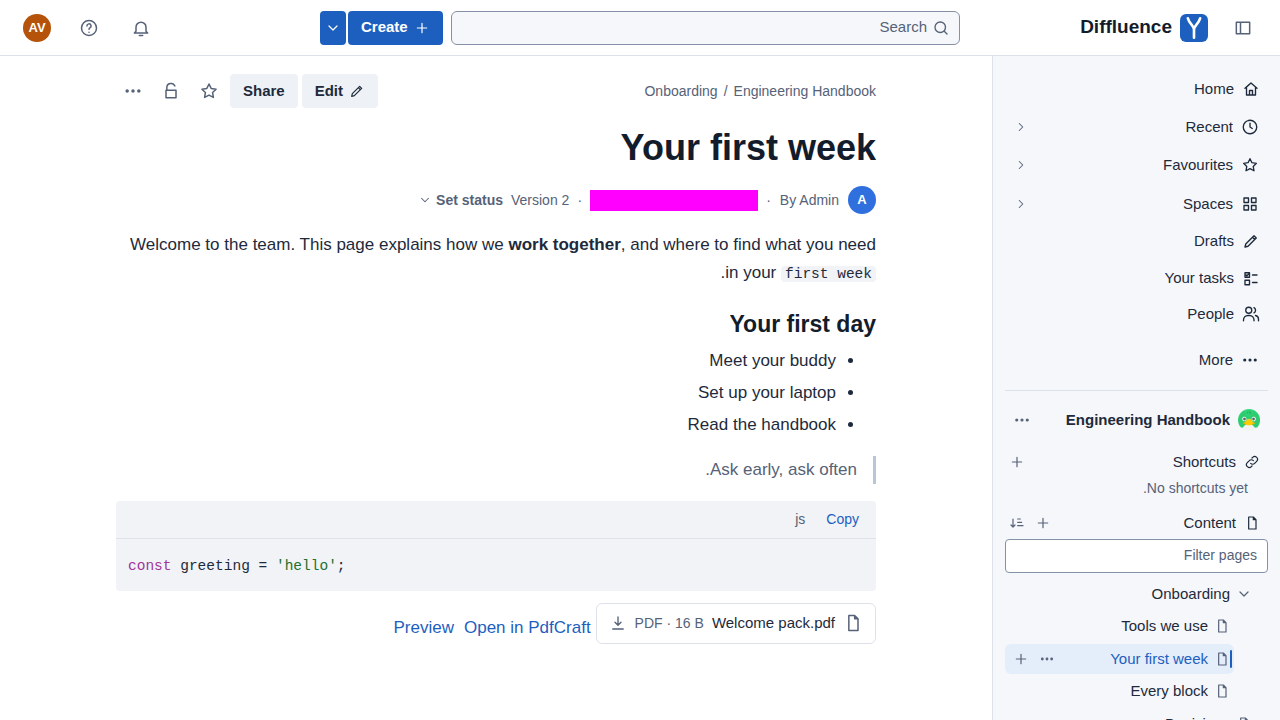 AV
Create
Search
Diffluence
Share
Edit
Onboarding / Engineering Handbook
Your first week
Set status Version 2 · · By Admin A
Welcome to the team. This page explains how we work together, and where to find what you need
.in your first week
Your first day
• Meet your buddy
• Set up your laptop
• Read the handbook
.Ask early, ask often
js Copy
const greeting = 'hello';
Preview Open in PdfCraft PDF · 16 B Welcome pack.pdf
Home
Recent
Favourites
Spaces
Drafts
Your tasks
People
More
Engineering Handbook
Shortcuts
.No shortcuts yet
Content
Filter pages
Onboarding
Tools we use
Your first week
Every block